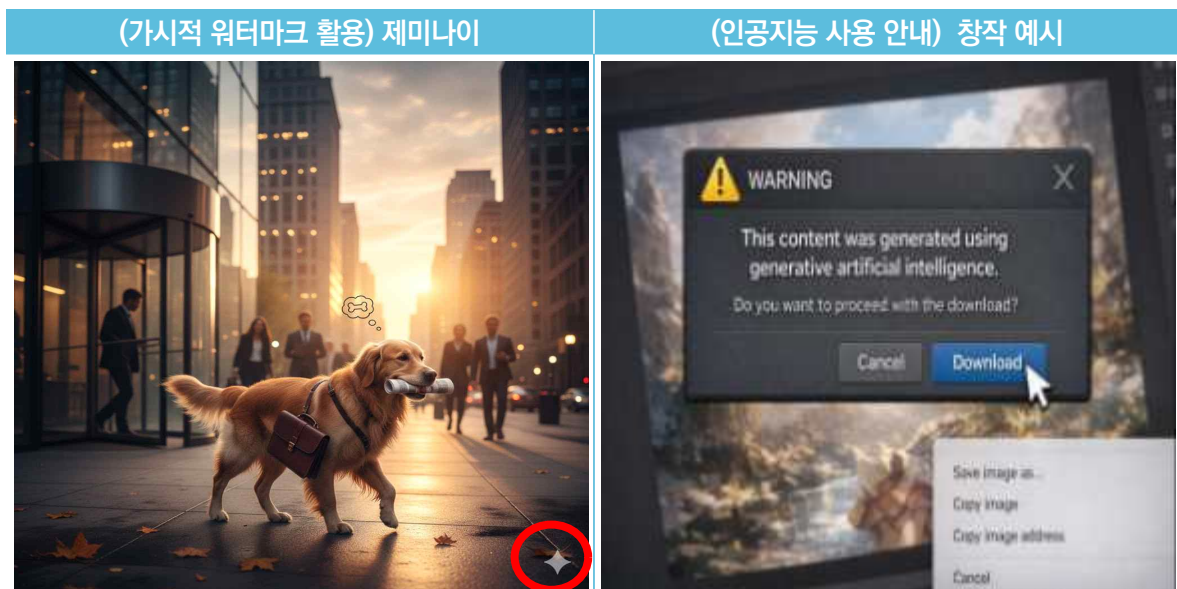 (가시적 워터마크 활용) 제미나이
(인공지능 사용 안내) 창작 예시
WARNING
X
This content was generated using
generative artificial intelligence.
Do you want to proceed with the download?
Cancel
Download
Save image as...
Copy image
Copy image address
Cancel